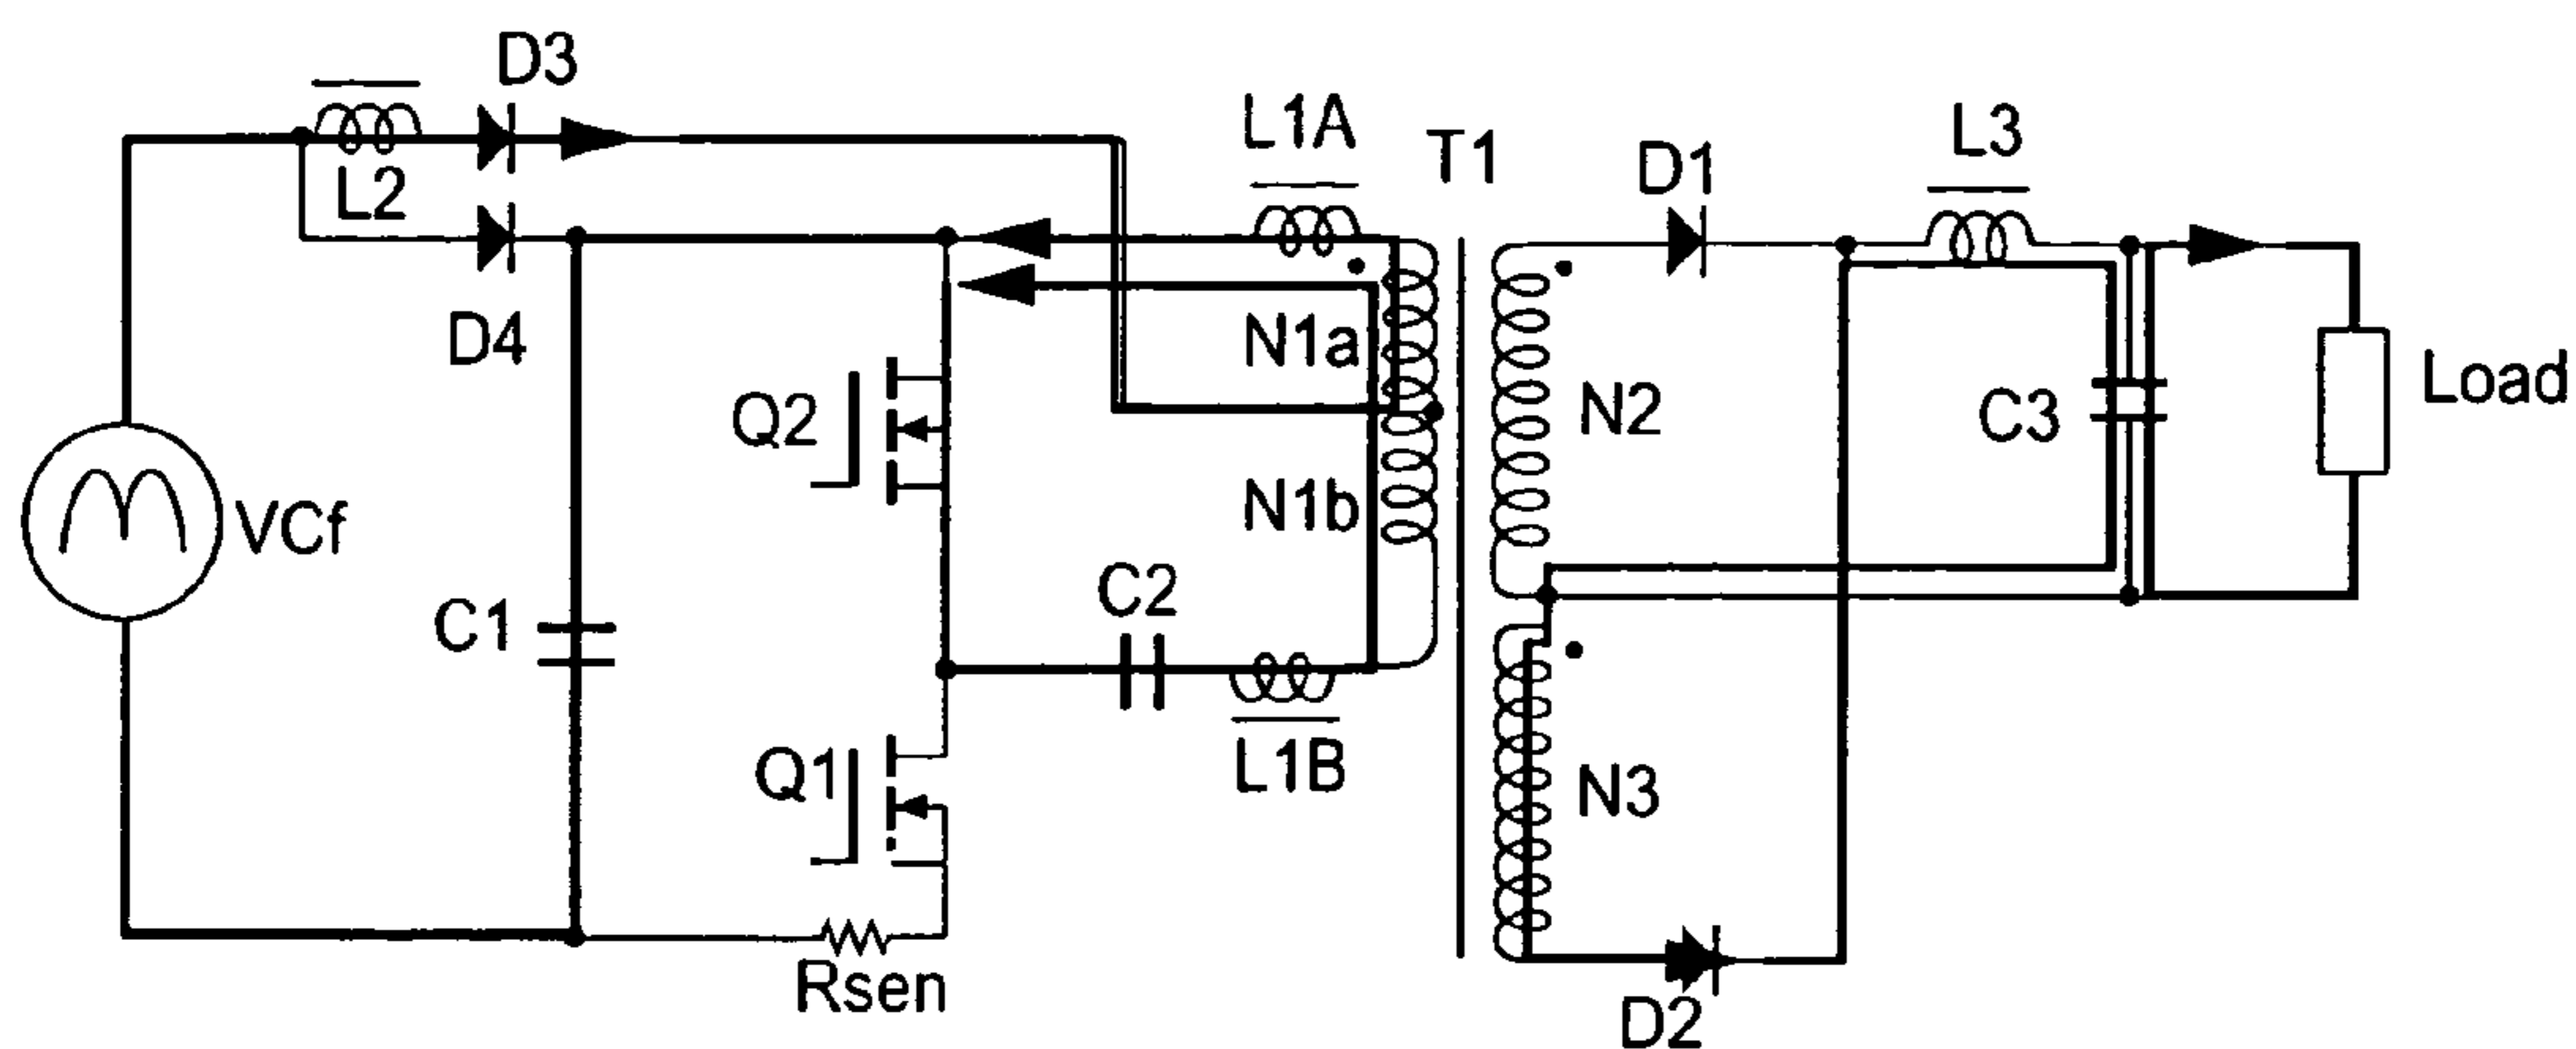 D3
L2
L1A
T1
D1
L3
D4
N1a
Q2
N2
C3
Load
VCf
N1b
C1
C2
Q1
L1B
N3
Rsen
D2